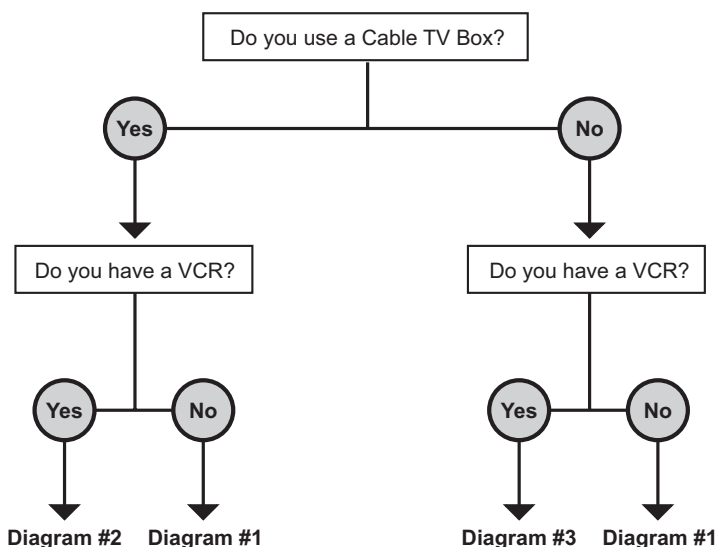 Do you use a Cable TV Box?
Yes
No
Do you have a VCR?
Do you have a VCR?
Yes
No
Yes
No
Diagram #2
Diagram #1
Diagram #3
Diagram #1